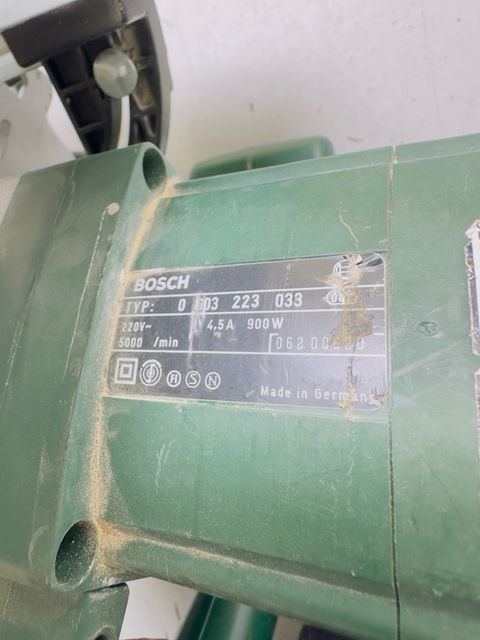 BOSCH
TYP: 0 603 223 033
220V~ 4,5A 900W
5000 /min
Made in Germany